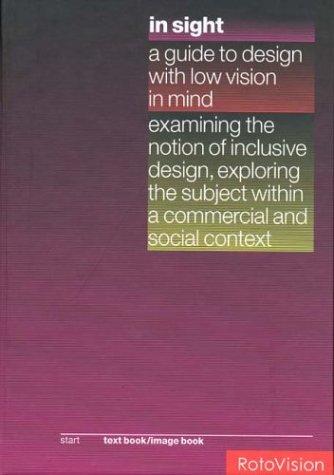 in sight
a guide to design
with low vision
in mind
examining the
notion of inclusive
design, exploring
the subject within
a commercial and
social context
start text book/image book
RotoVision